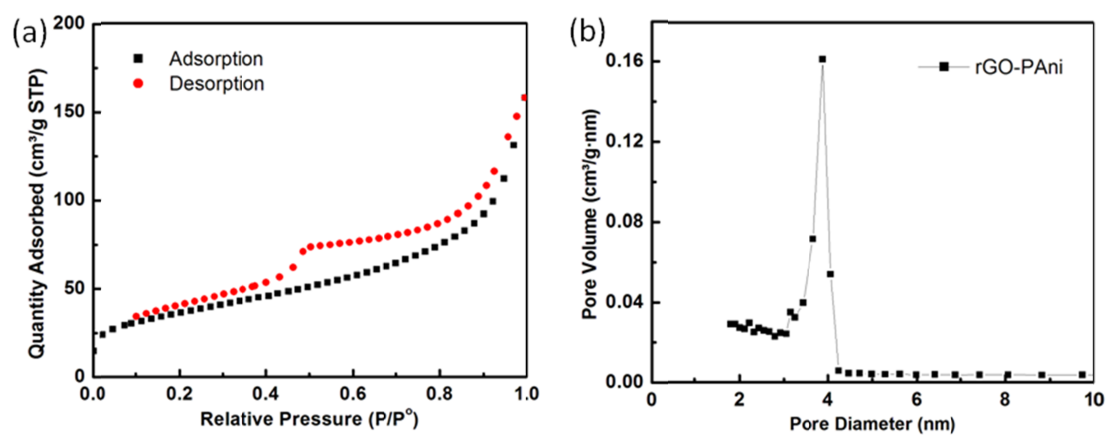 (a)
200
150
100
50
0
Quantity Adsorbed (cm³/g STP)
Adsorption
Desorption
0.0 0.2 0.4 0.6 0.8 1.0
Relative Pressure (P/P°)
(b)
0.16
0.12
0.08
0.04
0.00
Pore Volume (cm³/g·nm)
rGO-PAni
0 2 4 6 8 10
Pore Diameter (nm)